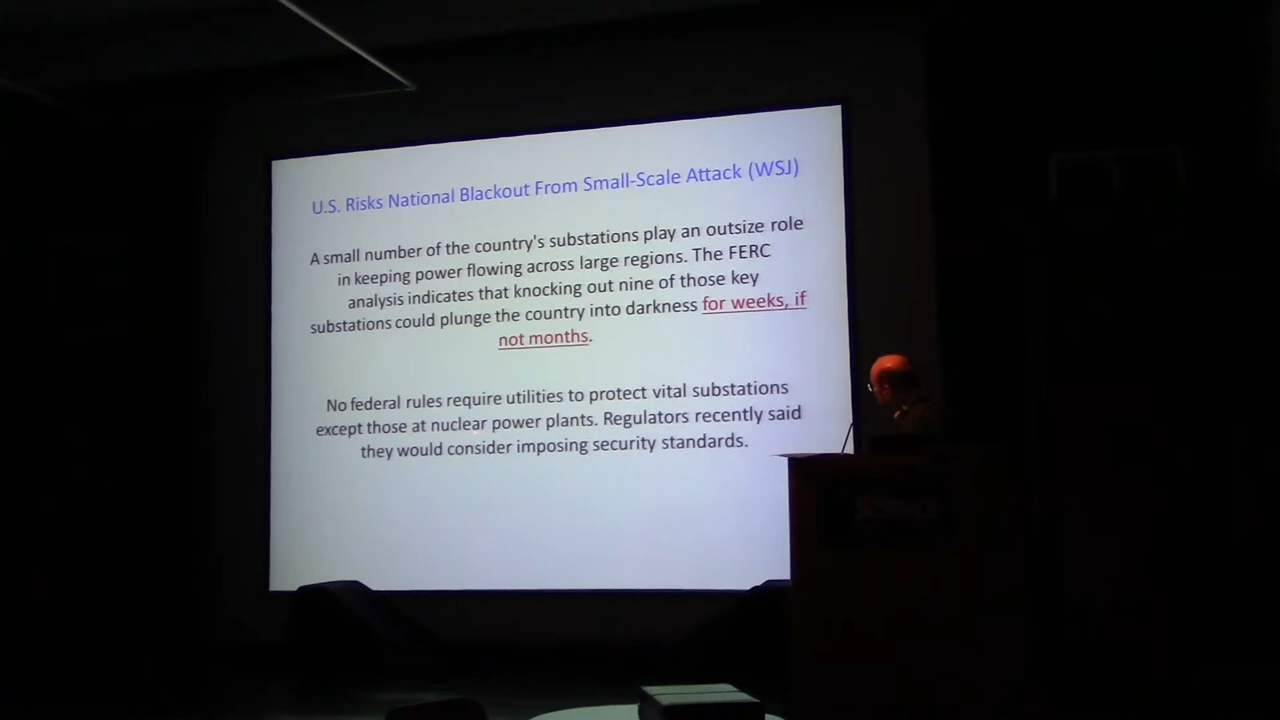 U.S. Risks National Blackout From Small-Scale Attack (WSJ)
A small number of the country's substations play an outsize role
in keeping power flowing across large regions. The FERC
analysis indicates that knocking out nine of those key
substations could plunge the country into darkness for weeks, if
not months.
No federal rules require utilities to protect vital substations
except those at nuclear power plants. Regulators recently said
they would consider imposing security standards.